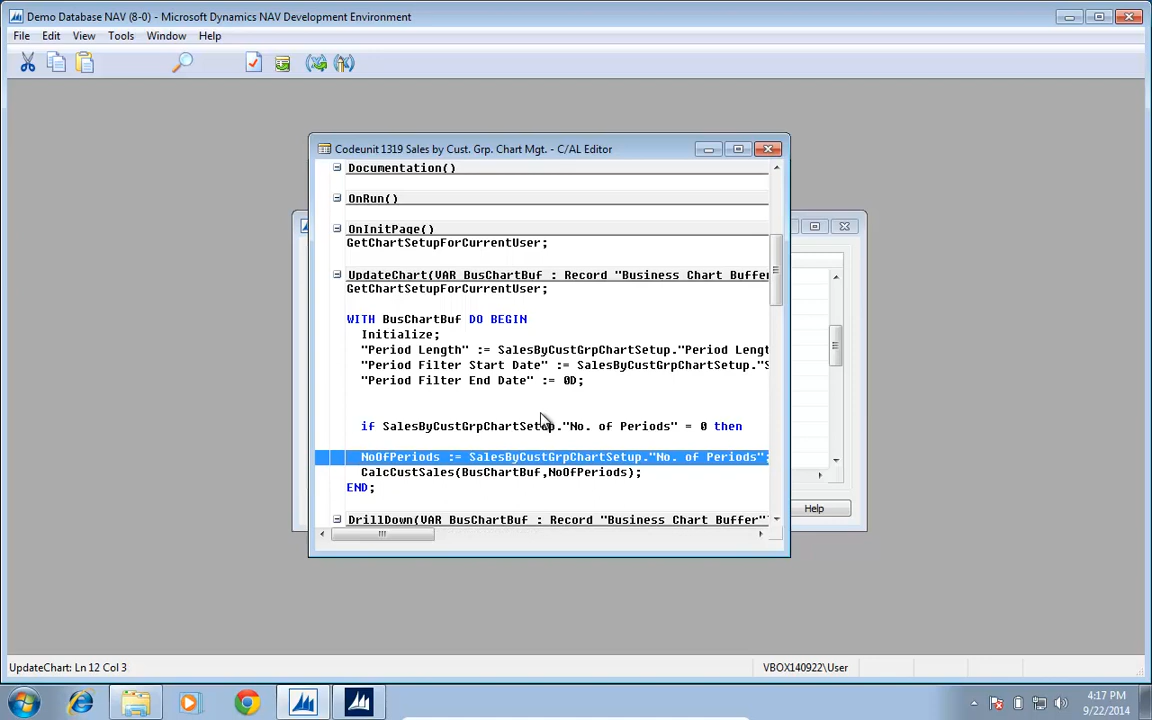 Demo Database NAV (8-0) - Microsoft Dynamics NAV Development Environment
File Edit View Tools Window Help
Codeunit 1319 Sales by Cust. Grp. Chart Mgt. - C/AL Editor
Documentation()
OnRun()
OnInitPage()
GetChartSetupForCurrentUser;
UpdateChart(VAR BusChartBuf : Record "Business Chart Buffer
GetChartSetupForCurrentUser;
WITH BusChartBuf DO BEGIN
Initialize;
"Period Length" := SalesByCustGrpChartSetup."Period Lengt
"Period Filter Start Date" := SalesByCustGrpChartSetup."S
"Period Filter End Date" := 0D;
if SalesByCustGrpChartSetup."No. of Periods" = 0 then
NoOfPeriods := SalesByCustGrpChartSetup."No. of Periods";
CalcCustSales(BusChartBuf,NoOfPeriods);
END;
DrillDown(VAR BusChartBuf : Record "Business Chart Buffer"
Help
UpdateChart: Ln 12 Col 3
VBOX140922\User
4:17 PM
9/22/2014